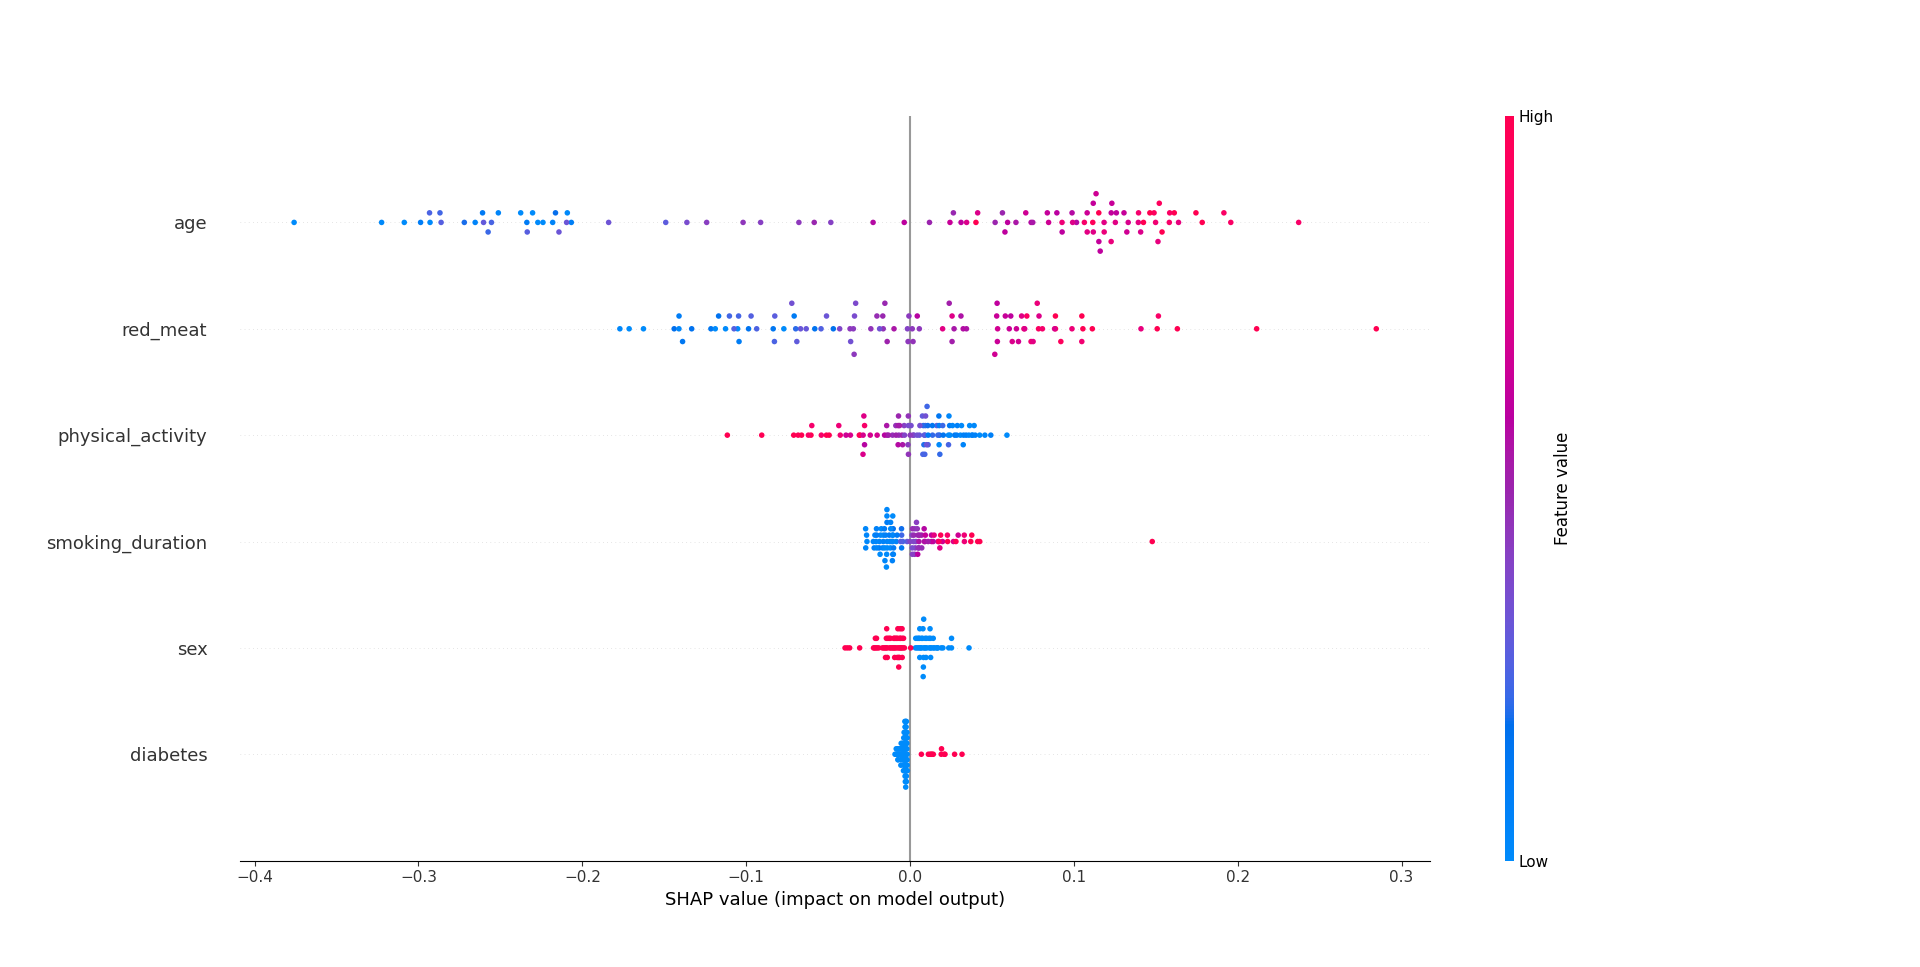 High
age
red_meat
physical_activity
smoking_duration
sex
diabetes
Feature value
Low
−0.4 −0.3 −0.2 −0.1 0.0 0.1 0.2 0.3
SHAP value (impact on model output)